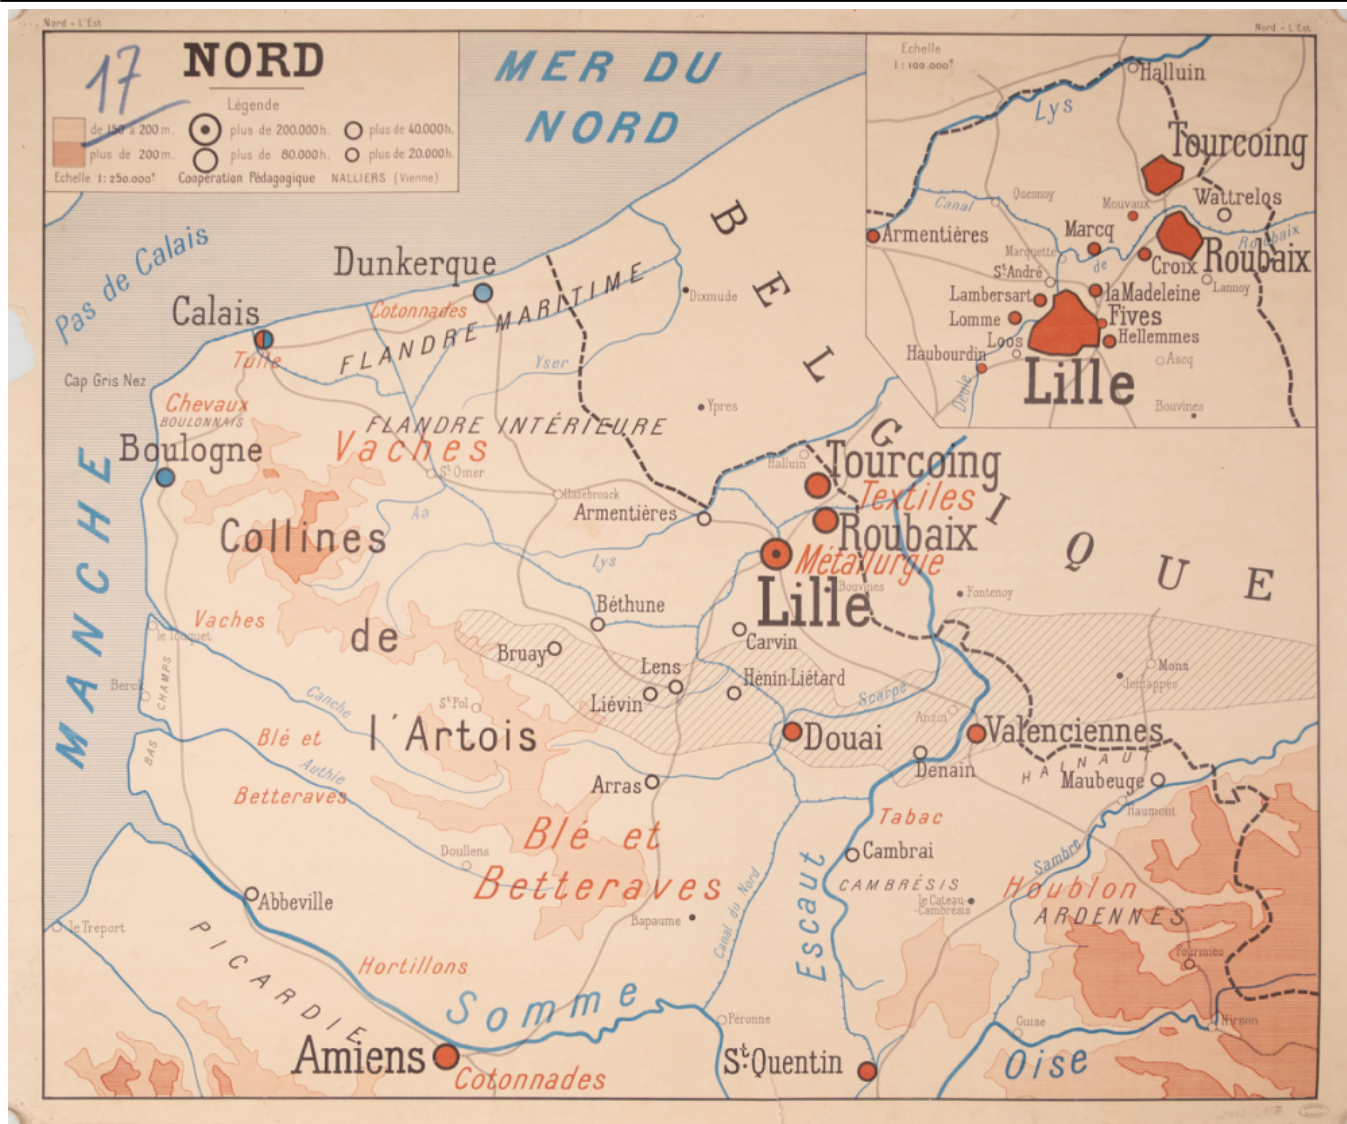 Nord - L'Est
Nord - L'Est
17
NORD
Légende
de 150 à 200 m.
plus de 200 m.
plus de 200.000 h.
plus de 80.000 h.
plus de 40.000 h.
plus de 20.000 h.
Echelle 1: 250.000e
Coopération Pédagogique
NALLIERS (Vienne)
MER DU
NORD
Echelle
1: 100.000e
Halluin
Lys
Tourcoing
Quesnoy
Canal
Mouvaux
Wattrelos
Armentières
Marcq
Marquette
de
Roubaix
Croix
Roubaix
St André
Lannoy
Lambersart
la Madeleine
Lomme
Fives
Loos
Hellemmes
Haubourdin
Ascq
Lille
Deule
Bouvines
Pas de Calais
Dunkerque
Calais
Cotonnades
Tulle
FLANDRE MARITIME
Dixmude
BELGIQUE
Cap Gris Nez
Yser
Chevaux
BOULONNAIS
Ypres
FLANDRE INTÉRIEURE
Boulogne
Vaches
St Omer
Halluin
Tourcoing
Hazebrouck
Textiles
MANCHE
Aa
Armentières
Roubaix
Collines
Lys
Métallurgie
Bouvines
Lille
Fontenoy
Béthune
Vaches
le Touquet
de
Carvin
Bruay
Lens
Mons
Berck
Hénin-Liétard
Jemappes
BAS CHAMPS
Canche
St Pol
Liévin
Scarpe
Anzin
Blé et
l'Artois
Douai
Valenciennes
HAINAUT
Authie
Denain
Maubeuge
Arras
Betteraves
Haumont
Tabac
Blé et
Doullens
Cambrai
Sambre
Betteraves
CAMBRÉSIS
Houblon
Abbeville
le Cateau-
Cambrésis
ARDENNES
Bapaume
Canal du Nord
Escaut
le Tréport
PICARDIE
Fourmies
Hortillons
Somme
Péronne
Guise
Hirson
Amiens
St Quentin
Oise
Cotonnades